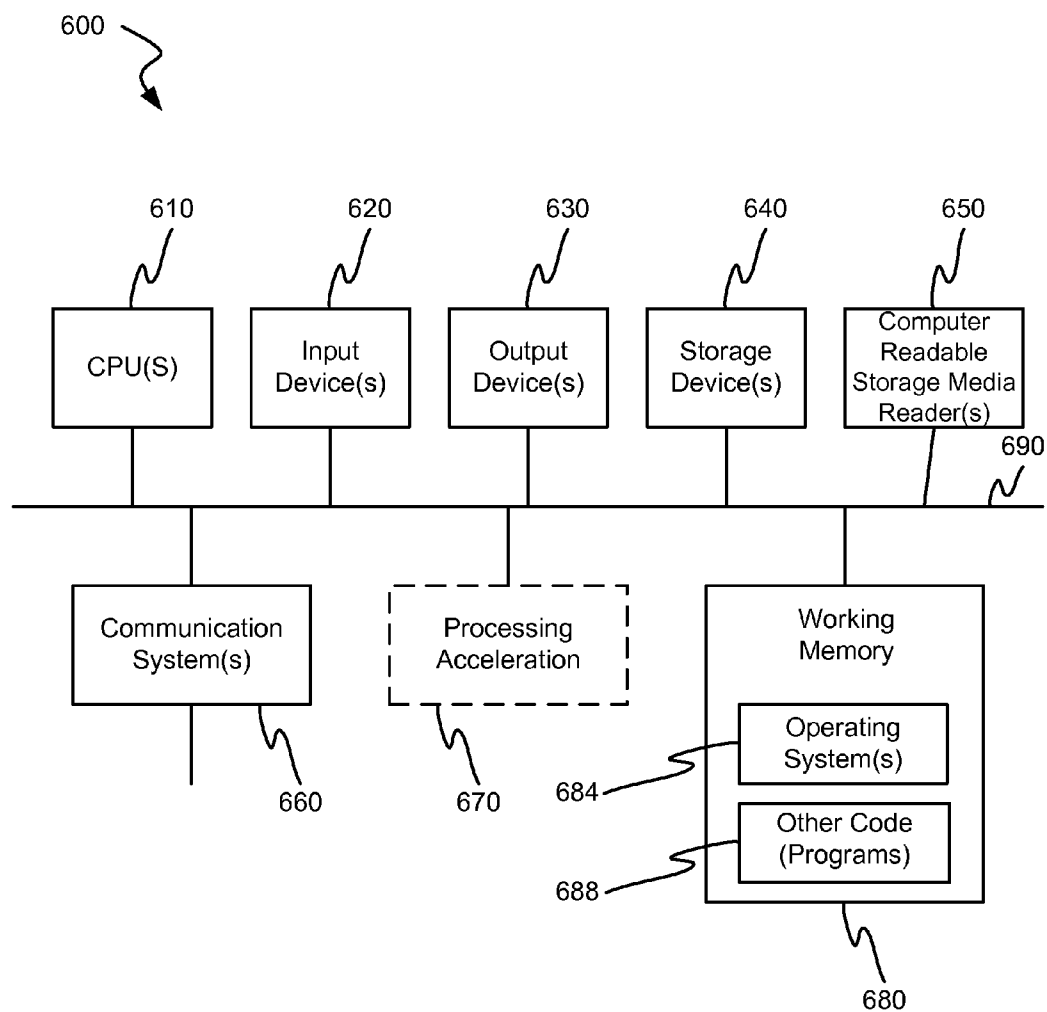 600
610
620
630
640
650
CPU(S)
Input
Device(s)
Output
Device(s)
Storage
Device(s)
Computer
Readable
Storage Media
Reader(s)
690
Communication
System(s)
Processing
Acceleration
Working
Memory
Operating
System(s)
684
660
670
Other Code
(Programs)
688
680